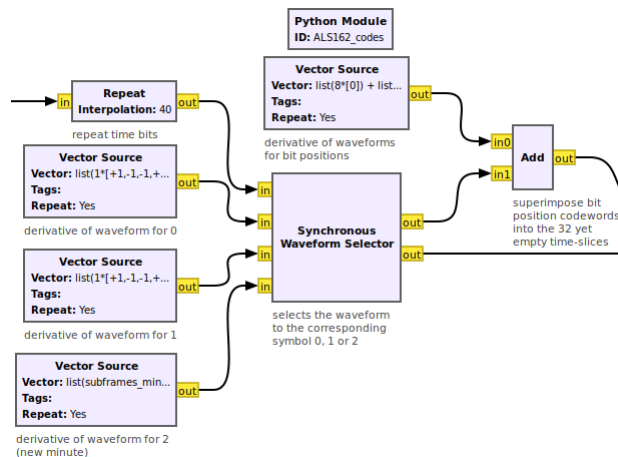 Python Module
ID: ALS162_codes
Vector Source
Vector: list(8*[0]) + list...
Tags:
Repeat: Yes
out
derivative of waveforms
for bit positions
in
Repeat
Interpolation: 40
out
repeat time bits
Vector Source
Vector: list(1*[+1,-1,-1,+...
Tags:
Repeat: Yes
out
derivative of waveform for 0
Vector Source
Vector: list(1*[+1,-1,-1,+...
Tags:
Repeat: Yes
out
derivative of waveform for 1
Vector Source
Vector: list(subframes_min...
Tags:
Repeat: Yes
out
derivative of waveform for 2
(new minute)
in
in
in
in
Synchronous
Waveform Selector
out
out
selects the waveform
to the corresponding
symbol 0, 1 or 2
in0
in1
Add
out
superimpose bit
position codewords
into the 32 yet
empty time-slices